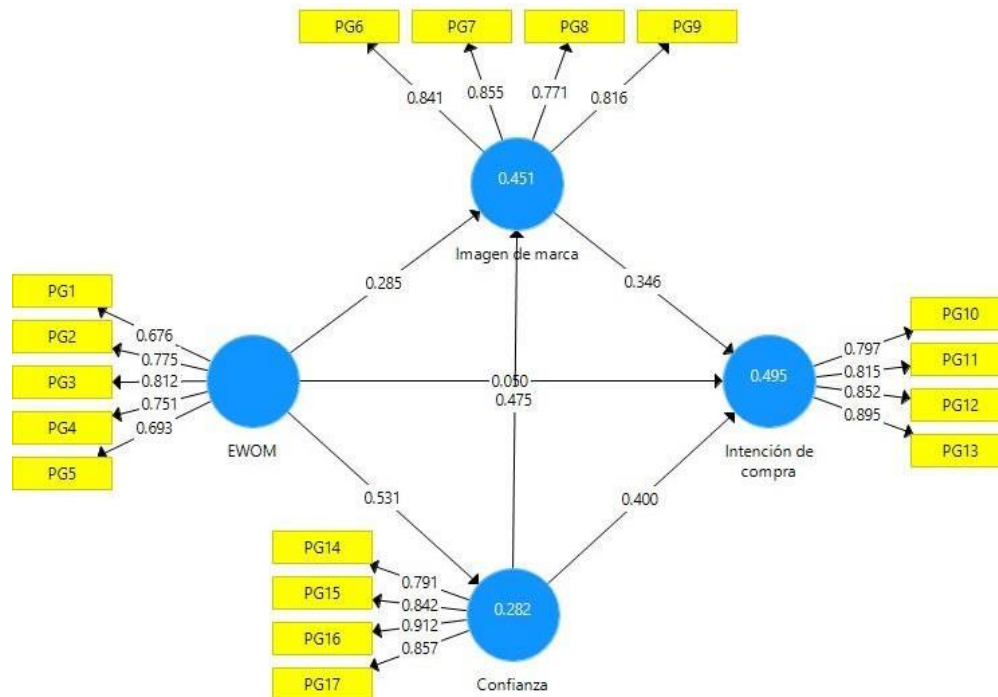 PG6
PG7
PG8
PG9
0.841
0.855
0.771
0.816
0.451
Imagen de marca
0.285
0.346
PG1
PG2
PG3
PG4
PG5
0.676
0.775
0.812
0.751
0.693
EWOM
0.050
0.475
0.495
Intención de
compra
0.797
0.815
0.852
0.895
PG10
PG11
PG12
PG13
0.531
0.400
PG14
PG15
PG16
PG17
0.791
0.842
0.912
0.857
0.282
Confianza